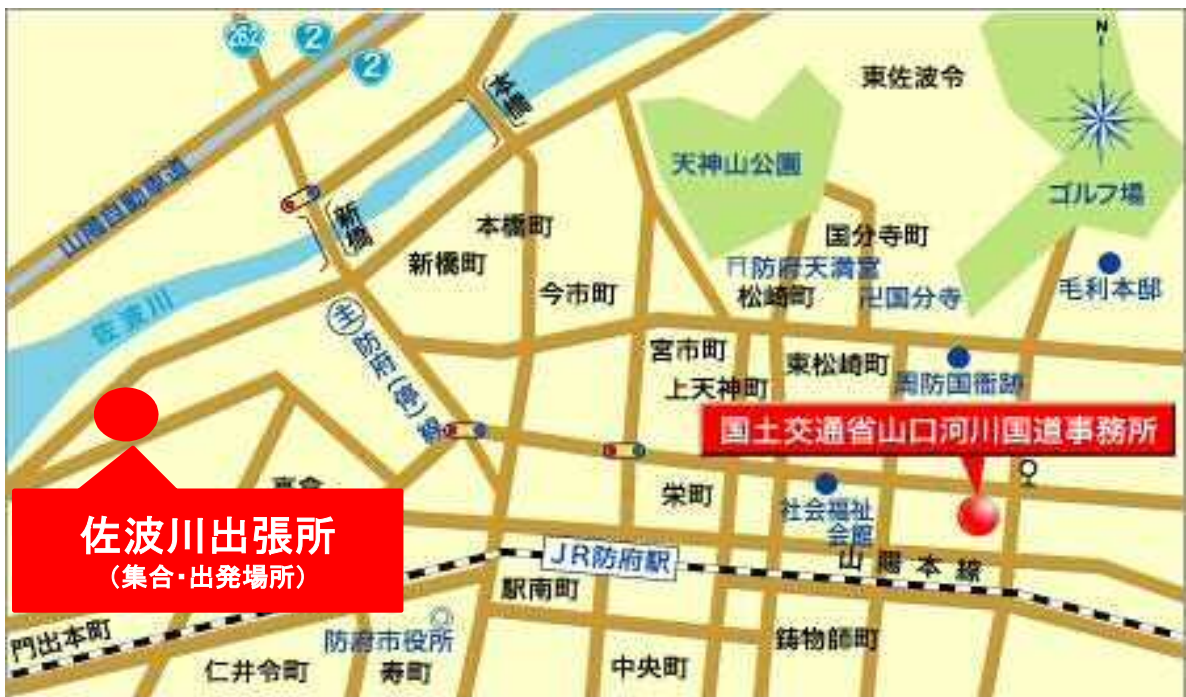 262
2
2
N
東佐波令
本橋
天神山公園
山陽自動車道
ゴルフ場
新橋
本橋町
国分寺町
新橋町
⛩防府天満宮
毛利本邸
今市町
松崎町
卍国分寺
佐波川
主防府(停)線
宮市町
東松崎町
上天神町
周防国衙跡
国土交通省山口河川国道事務所
栄町
社会福祉
会館
佐波川出張所
(集合・出発場所)
JR防府駅
山陽本線
駅南町
門出本町
防府市役所
鋳物師町
仁井令町
寿町
中央町